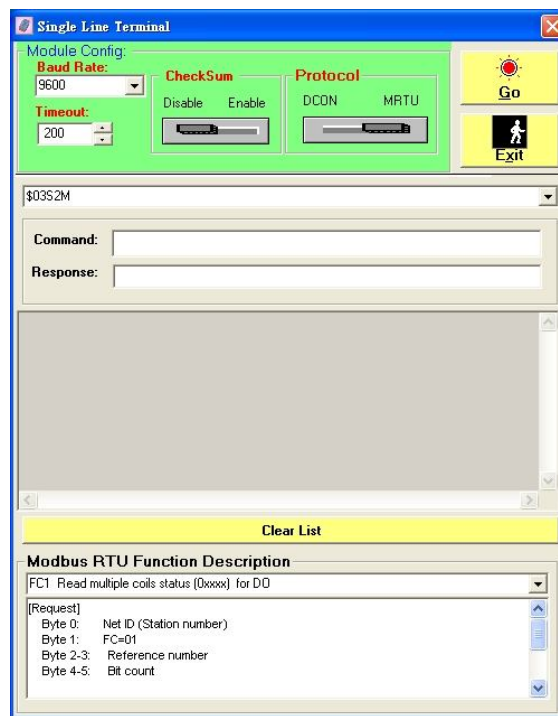 Single Line Terminal
Module Config:
Baud Rate:
9600
Timeout:
200
CheckSum
Disable Enable
Protocol
DCON MRTU
Go
Exit
$03S2M
Command:
Response:
Clear List
Modbus RTU Function Description
FC1 Read multiple coils status (0xxxx) for DO
[Request]
Byte 0: Net ID (Station number)
Byte 1: FC=01
Byte 2-3: Reference number
Byte 4-5: Bit count